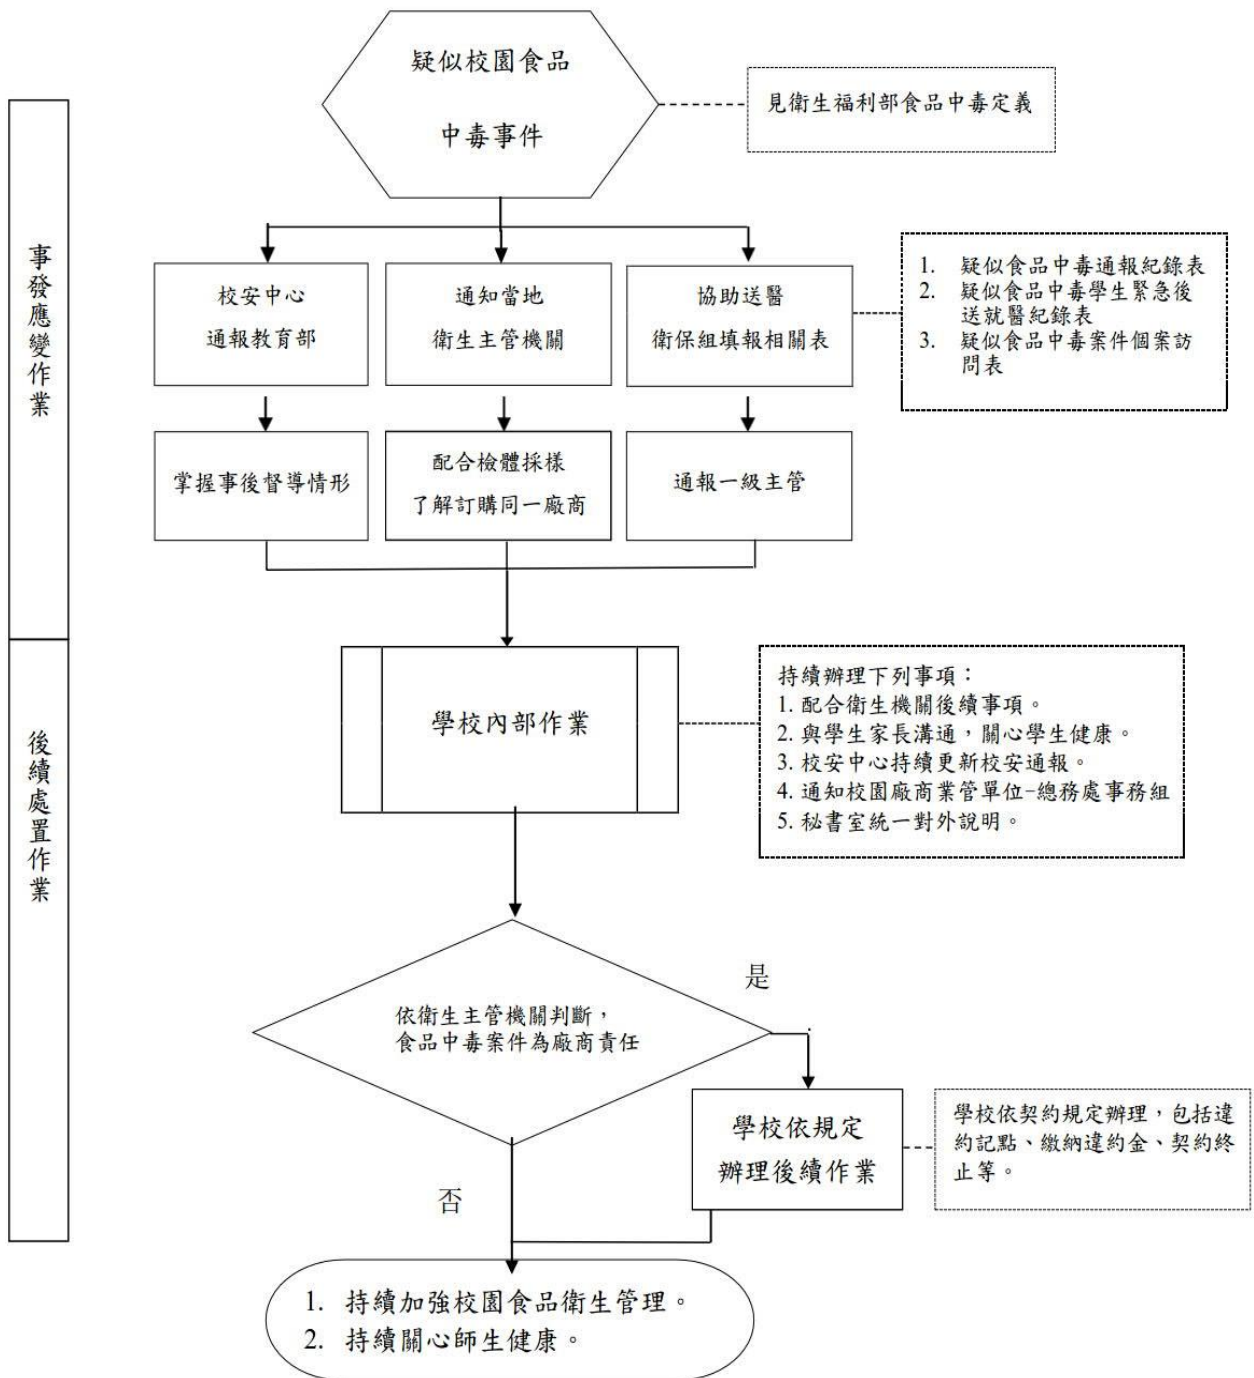 疑似校園食品
中毒事件
見衛生福利部食品中毒定義
事發應變作業
校安中心
通報教育部
通知當地
衛生主管機關
協助送醫
衛保組填報相關表
1. 疑似食品中毒通報紀錄表
2. 疑似食品中毒學生緊急後
送就醫紀錄表
3. 疑似食品中毒案件個案訪
問表
掌握事後督導情形
配合檢體採樣
了解訂購同一廠商
通報一級主管
後續處置作業
學校內部作業
持續辦理下列事項：
1. 配合衛生機關後續事項。
2. 與學生家長溝通，關心學生健康。
3. 校安中心持續更新校安通報。
4. 通知校園廠商業管單位-總務處事務組
5. 秘書室統一對外說明。
依衛生主管機關判斷，
食品中毒案件為廠商責任
是
學校依規定
辦理後續作業
學校依契約規定辦理，包括違
約記點、繳納違約金、契約終
止等。
否
1. 持續加強校園食品衛生管理。
2. 持續關心師生健康。